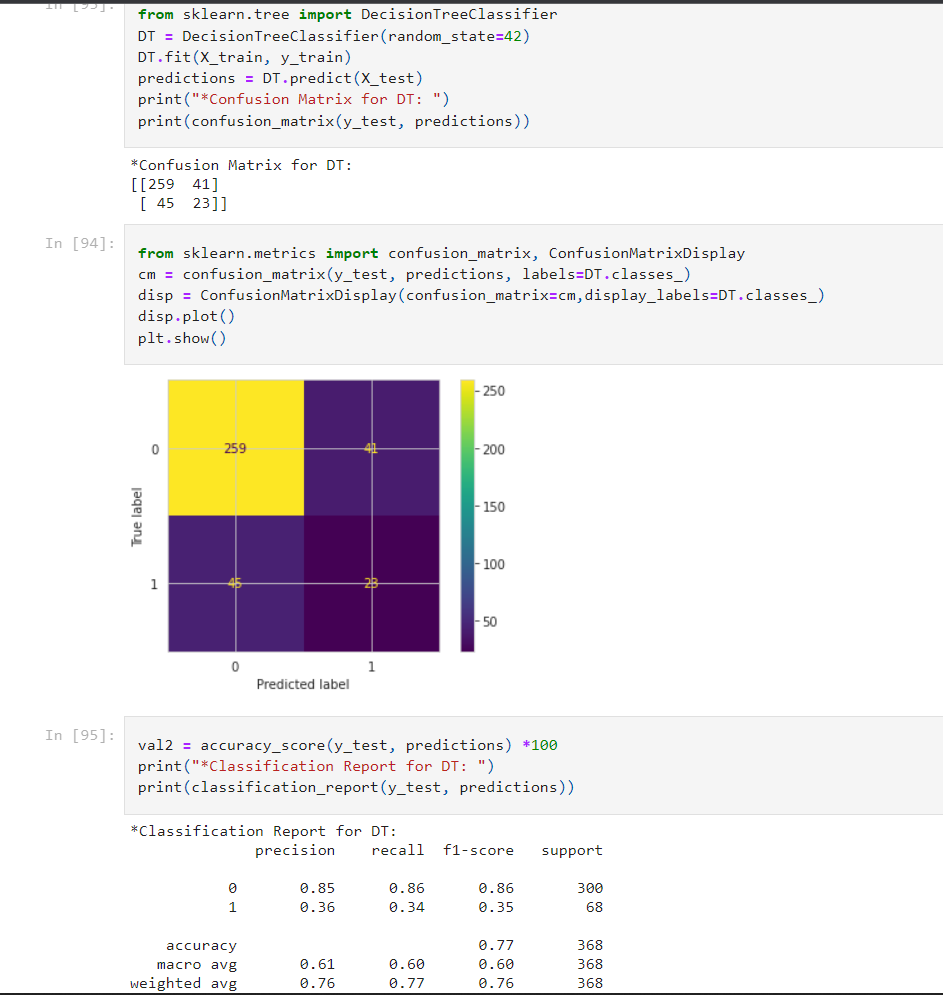 In [93]:
from sklearn.tree import DecisionTreeClassifier
DT = DecisionTreeClassifier(random_state=42)
DT.fit(X_train, y_train)
predictions = DT.predict(X_test)
print("*Confusion Matrix for DT: ")
print(confusion_matrix(y_test, predictions))
*Confusion Matrix for DT:
[[259  41]
 [ 45  23]]
In [94]:
from sklearn.metrics import confusion_matrix, ConfusionMatrixDisplay
cm = confusion_matrix(y_test, predictions, labels=DT.classes_)
disp = ConfusionMatrixDisplay(confusion_matrix=cm,display_labels=DT.classes_)
disp.plot()
plt.show()
250
0 259 41
200
150
True label
100
1 45 23
50
0 1
Predicted label
In [95]:
val2 = accuracy_score(y_test, predictions) *100
print("*Classification Report for DT: ")
print(classification_report(y_test, predictions))
*Classification Report for DT:
precision recall f1-score support
0 0.85 0.86 0.86 300
1 0.36 0.34 0.35 68
accuracy 0.77 368
macro avg 0.61 0.60 0.60 368
weighted avg 0.76 0.77 0.76 368